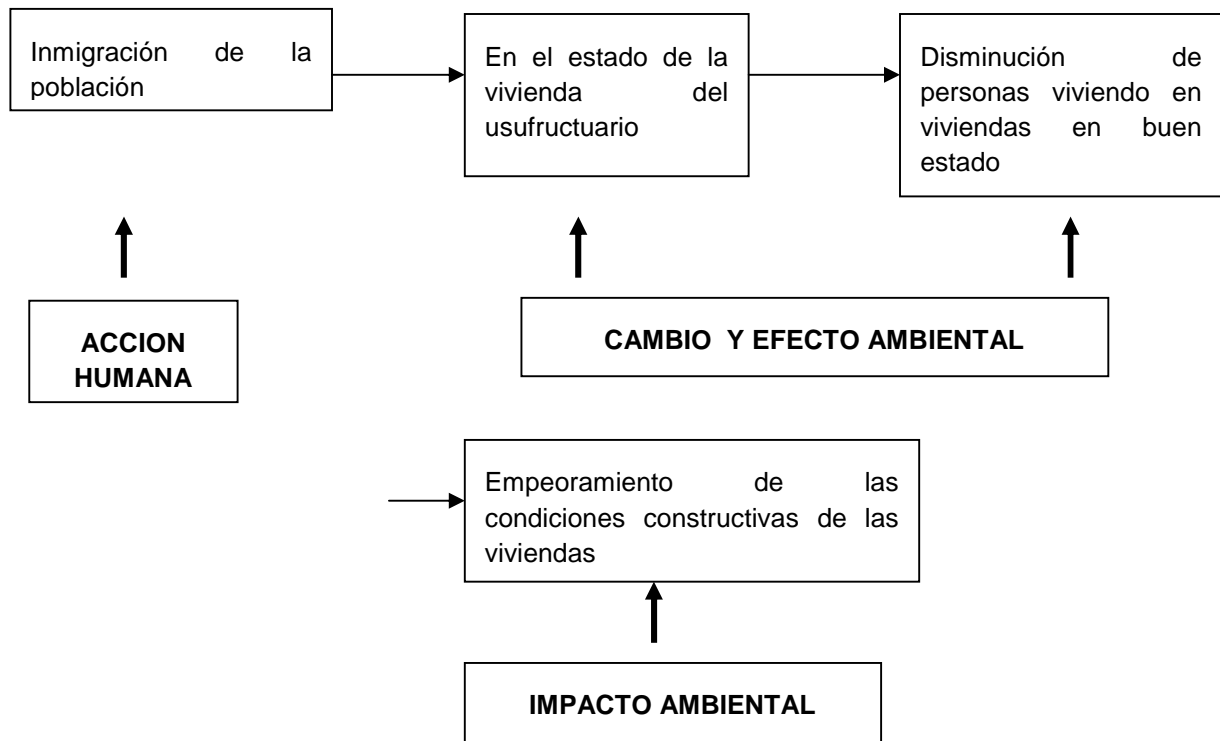 Inmigración de la
población
En el estado de la
vivienda del
usufructuario
Disminución de
personas viviendo en
viviendas en buen
estado
ACCION
HUMANA
CAMBIO Y EFECTO AMBIENTAL
Empeoramiento de las
condiciones constructivas de las
viviendas
IMPACTO AMBIENTAL